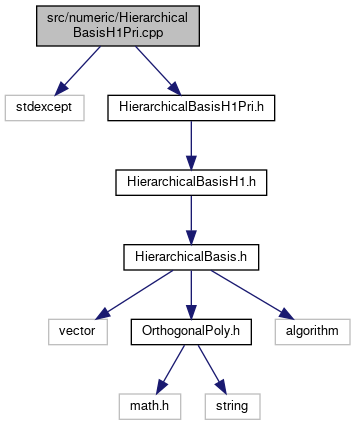 src/numeric/Hierarchical
BasisH1Pri.cpp
stdexcept
HierarchicalBasisH1Pri.h
HierarchicalBasisH1.h
HierarchicalBasis.h
vector
OrthogonalPoly.h
algorithm
math.h
string